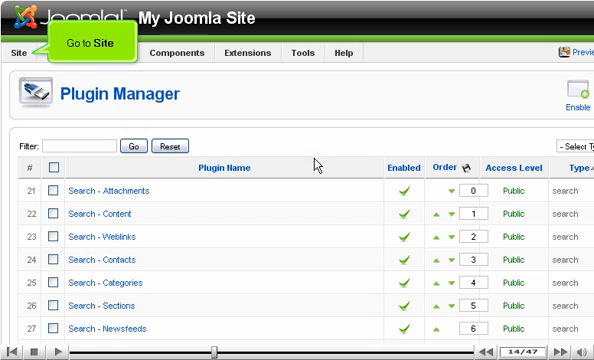 Joomla! My Joomla Site
Go to Site
Site Components Extensions Tools Help Previe
Plugin Manager
Enable
Filter: Go Reset - Select Ty
# Plugin Name Enabled Order Access Level Type
21 Search - Attachments 0 Public search
22 Search - Content 1 Public search
23 Search - Weblinks 2 Public search
24 Search - Contacts 3 Public search
25 Search - Categories 4 Public search
26 Search - Sections 5 Public search
27 Search - Newsfeeds 6 Public search
14/47